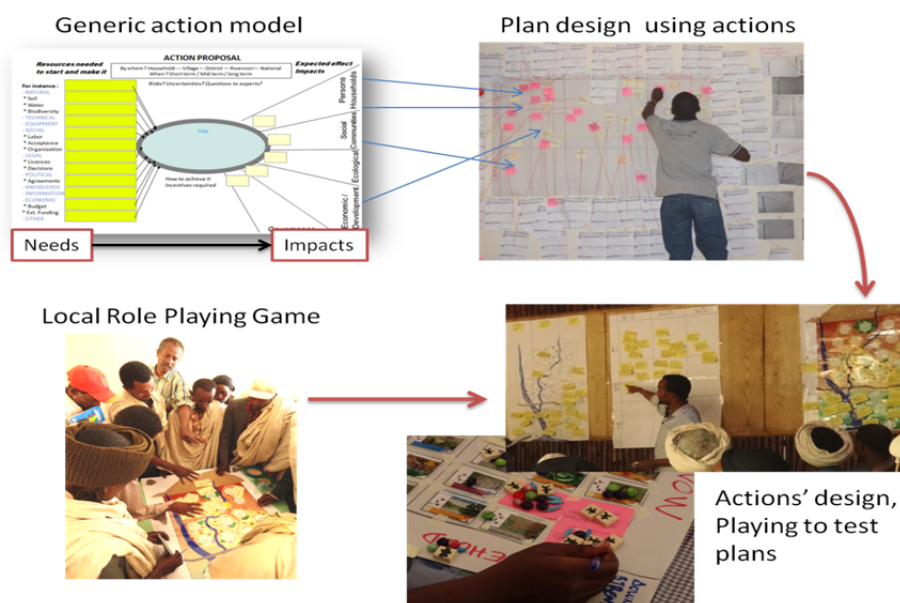 Generic action model
Plan design using actions
ACTION PROPOSAL
Resources needed
to start and make it
By whom? Household --- Village --- District --- River
When? Short term / Mid term / long term
Expected effect
Impacts
Risks? Uncertainties? Questions to experts?
For instance :
- NATURAL
* Soil
* Water
* Biodiversity
- TECHNICAL
EQUIPMENT
- SOCIAL
* Labor
* Acceptance
* Organization
- LEGAL
* Licences
* Decisions
- POLITICAL
* Agreements
- KNOWLEDGE
- INFORMATION
- ECONOMIC
* Budget
* Ext. Funding
- OTHER
How to achieve it
Incentives required
Persons
Households
Social
Communities
Ecological
Economic /
Development /
Needs
Impacts
Local Role Playing Game
Actions' design,
Playing to test
plans